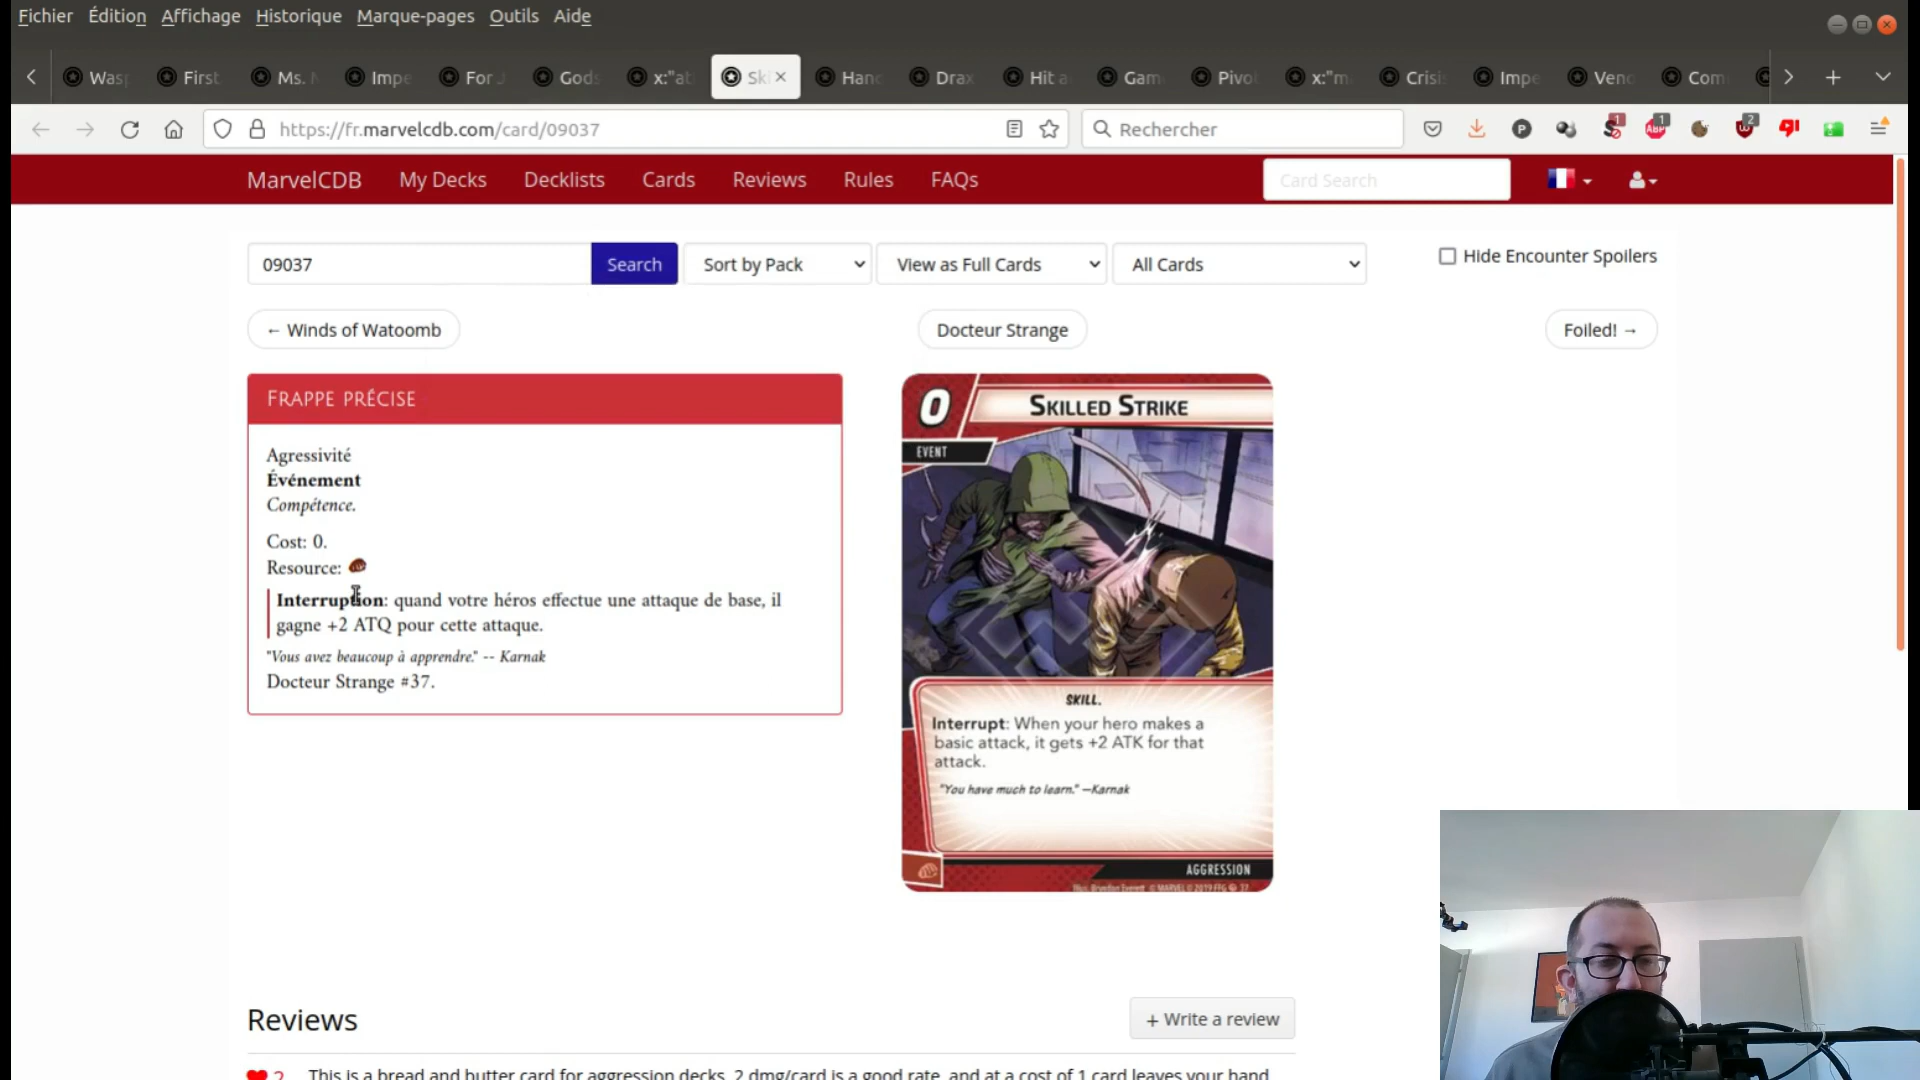 Fichier Édition Affichage Historique Marque-pages Outils Aide
Was First Ms. Impe For J Gods x:"at Sk Hand Drax Hit a Gam Pivot x:"m Crisi Impe Veno Com
https://fr.marvelcdb.com/card/09037 Rechercher
1 1 2
MarvelCDB My Decks Decklists Cards Reviews Rules FAQs Card Search
09037 Search Sort by Pack View as Full Cards All Cards Hide Encounter Spoilers
← Winds of Watoomb Docteur Strange Foiled! →
Frappe précise
Agressivité
Événement
Compétence.
Cost: 0.
Resource:
Interruption: quand votre héros effectue une attaque de base, il
gagne +2 ATQ pour cette attaque.
"Vous avez beaucoup à apprendre." -- Karnak
Docteur Strange #37.
0 SKILLED STRIKE
EVENT
SKILL.
Interrupt: When your hero makes a
basic attack, it gets +2 ATK for that
attack.
"You have much to learn." —Karnak
AGGRESSION
Reviews + Write a review
2 This is a bread and butter card for aggression decks. 2 dmg/card is a good rate, and at a cost of 1 card leaves your hand